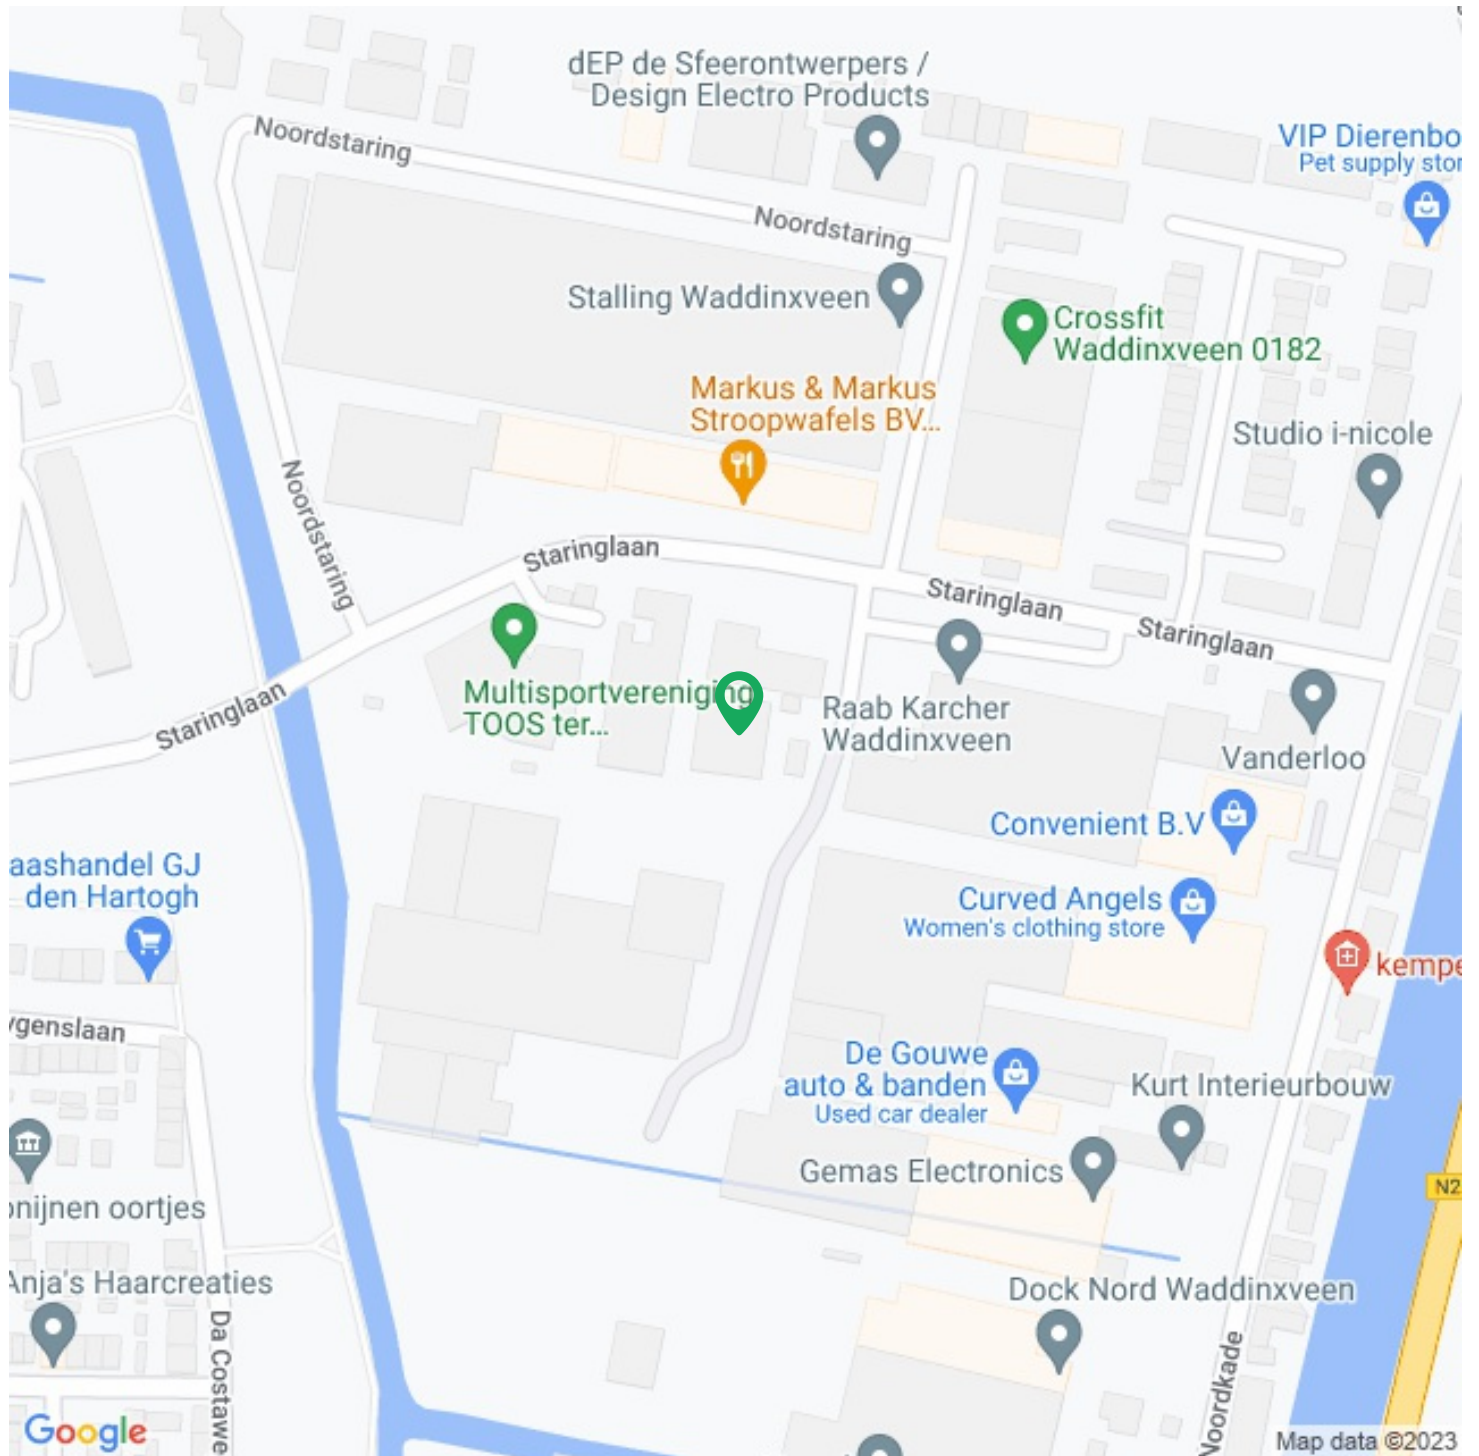 dEP de Sfeerontwerpers /
Design Electro Products
Noordstaring
VIP Dierenbo
Pet supply stor
Noordstaring
Stalling Waddinxveen
Crossfit
Waddinxveen 0182
Markus & Markus
Stroopwafels BV...
Studio i-nicole
Noordstaring
Staringlaan
Staringlaan
Staringlaan
Multisportvereniging
TOOS ter...
Staringlaan
Raab Karcher
Waddinxveen
Vanderloo
Convenient B.V
aashandel GJ
den Hartogh
Curved Angels
Women's clothing store
kempe
ygenslaan
De Gouwe
auto & banden
Used car dealer
Kurt Interieurbouw
Gemas Electronics
N2
onijnen oortjes
Anja's Haarcreaties
Dock Nord Waddinxveen
Da Costawe
Noordkade
Google
Map data ©2023